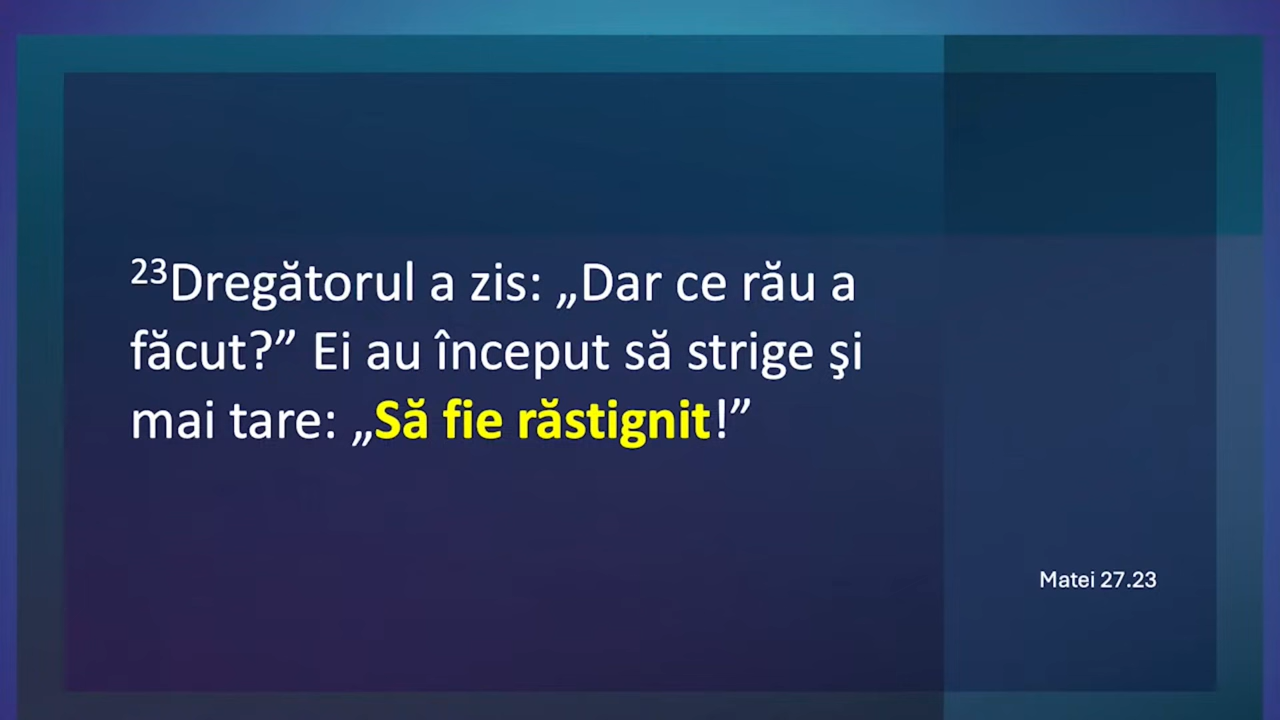 ²³Dregătorul a zis: „Dar ce rău a
făcut?” Ei au început să strige şi
mai tare: „Să fie răstignit!”
Matei 27.23